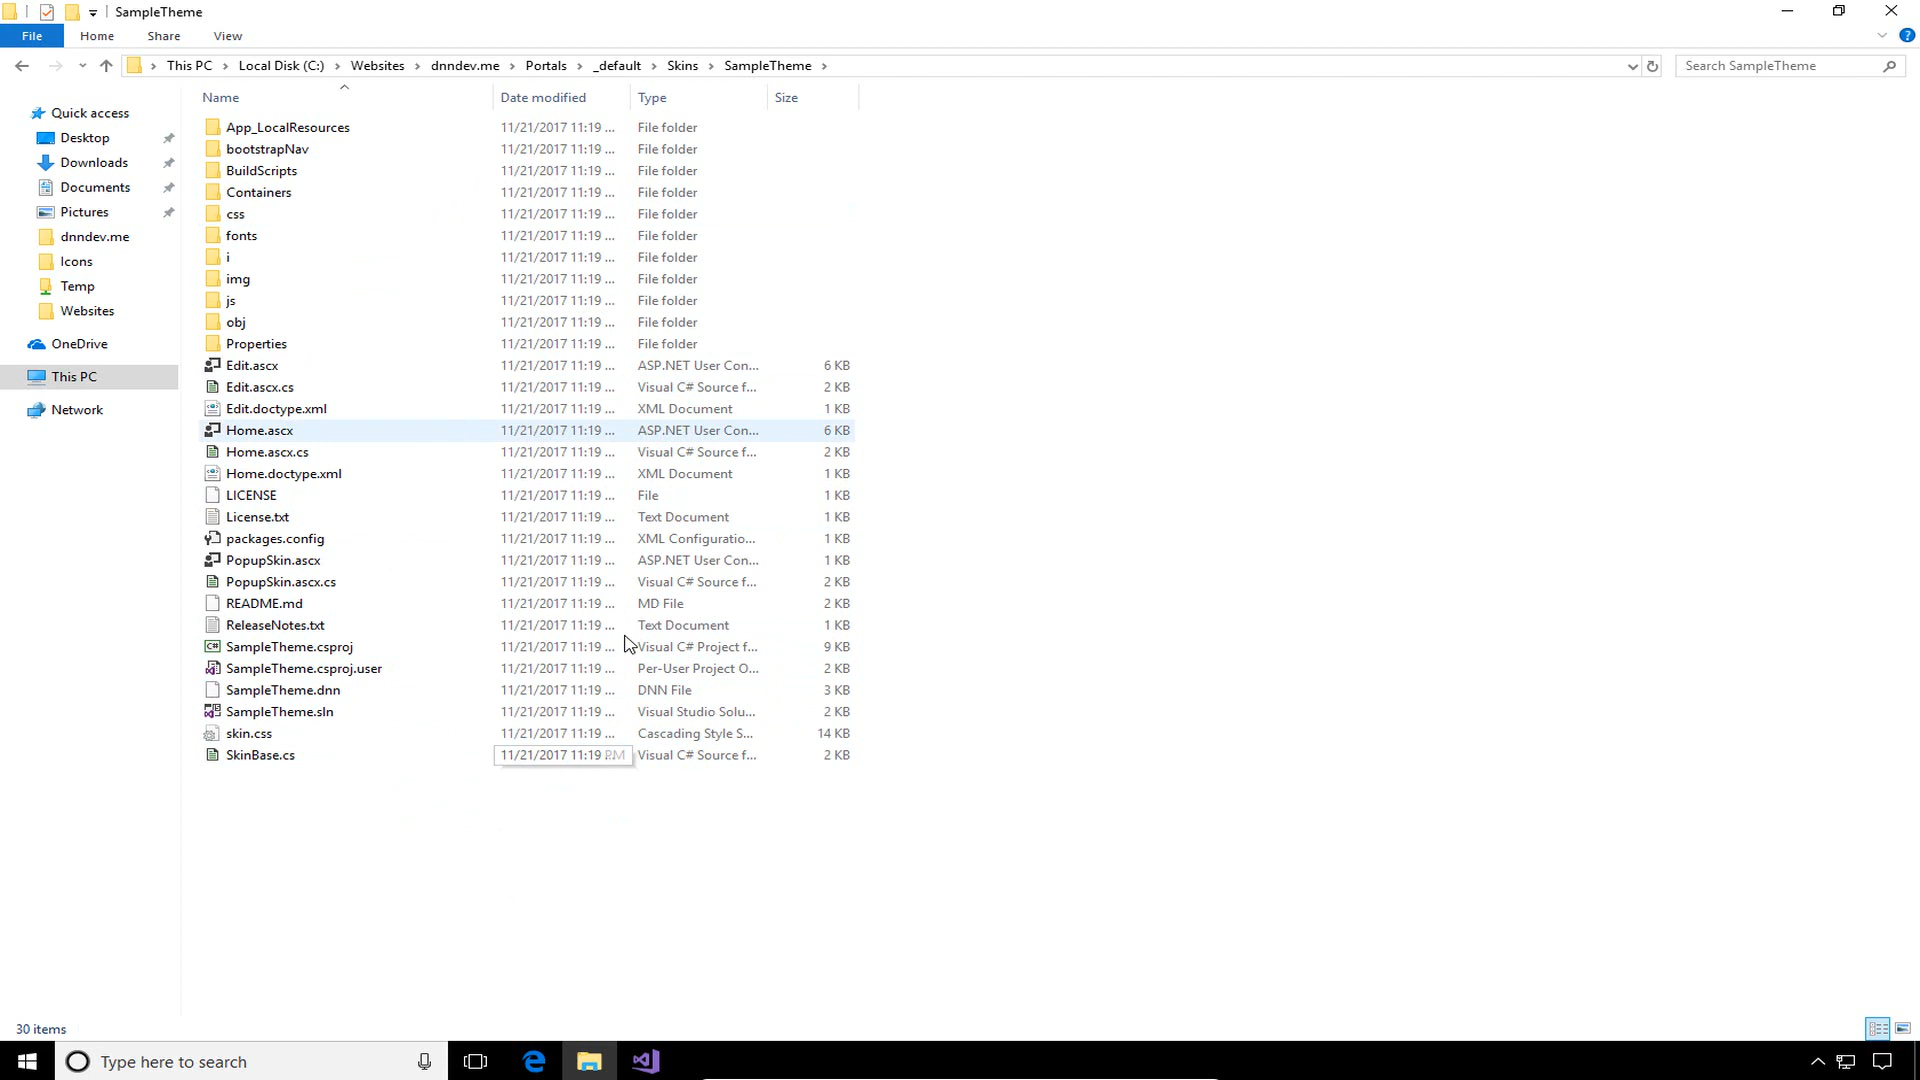 SampleTheme
File Home Share View
This PC Local Disk (C:) Websites dnndev.me Portals _default Skins SampleTheme
Search SampleTheme
Quick access
Desktop
Downloads
Documents
Pictures
dnndev.me
Icons
Temp
Websites
OneDrive
This PC
Network
Name Date modified Type Size
App_LocalResources 11/21/2017 11:19 ... File folder
bootstrapNav 11/21/2017 11:19 ... File folder
BuildScripts 11/21/2017 11:19 ... File folder
Containers 11/21/2017 11:19 ... File folder
css 11/21/2017 11:19 ... File folder
fonts 11/21/2017 11:19 ... File folder
i 11/21/2017 11:19 ... File folder
img 11/21/2017 11:19 ... File folder
js 11/21/2017 11:19 ... File folder
obj 11/21/2017 11:19 ... File folder
Properties 11/21/2017 11:19 ... File folder
Edit.ascx 11/21/2017 11:19 ... ASP.NET User Con... 6 KB
Edit.ascx.cs 11/21/2017 11:19 ... Visual C# Source f... 2 KB
Edit.doctype.xml 11/21/2017 11:19 ... XML Document 1 KB
Home.ascx 11/21/2017 11:19 ... ASP.NET User Con... 6 KB
Home.ascx.cs 11/21/2017 11:19 ... Visual C# Source f... 2 KB
Home.doctype.xml 11/21/2017 11:19 ... XML Document 1 KB
LICENSE 11/21/2017 11:19 ... File 1 KB
License.txt 11/21/2017 11:19 ... Text Document 1 KB
packages.config 11/21/2017 11:19 ... XML Configuratio... 1 KB
PopupSkin.ascx 11/21/2017 11:19 ... ASP.NET User Con... 1 KB
PopupSkin.ascx.cs 11/21/2017 11:19 ... Visual C# Source f... 2 KB
README.md 11/21/2017 11:19 ... MD File 2 KB
ReleaseNotes.txt 11/21/2017 11:19 ... Text Document 1 KB
SampleTheme.csproj 11/21/2017 11:19 ... Visual C# Project f... 9 KB
SampleTheme.csproj.user 11/21/2017 11:19 ... Per-User Project O... 2 KB
SampleTheme.dnn 11/21/2017 11:19 ... DNN File 3 KB
SampleTheme.sln 11/21/2017 11:19 ... Visual Studio Solu... 2 KB
skin.css 11/21/2017 11:19 ... Cascading Style S... 14 KB
SkinBase.cs 11/21/2017 11:19 PM Visual C# Source f... 2 KB
30 items
Type here to search